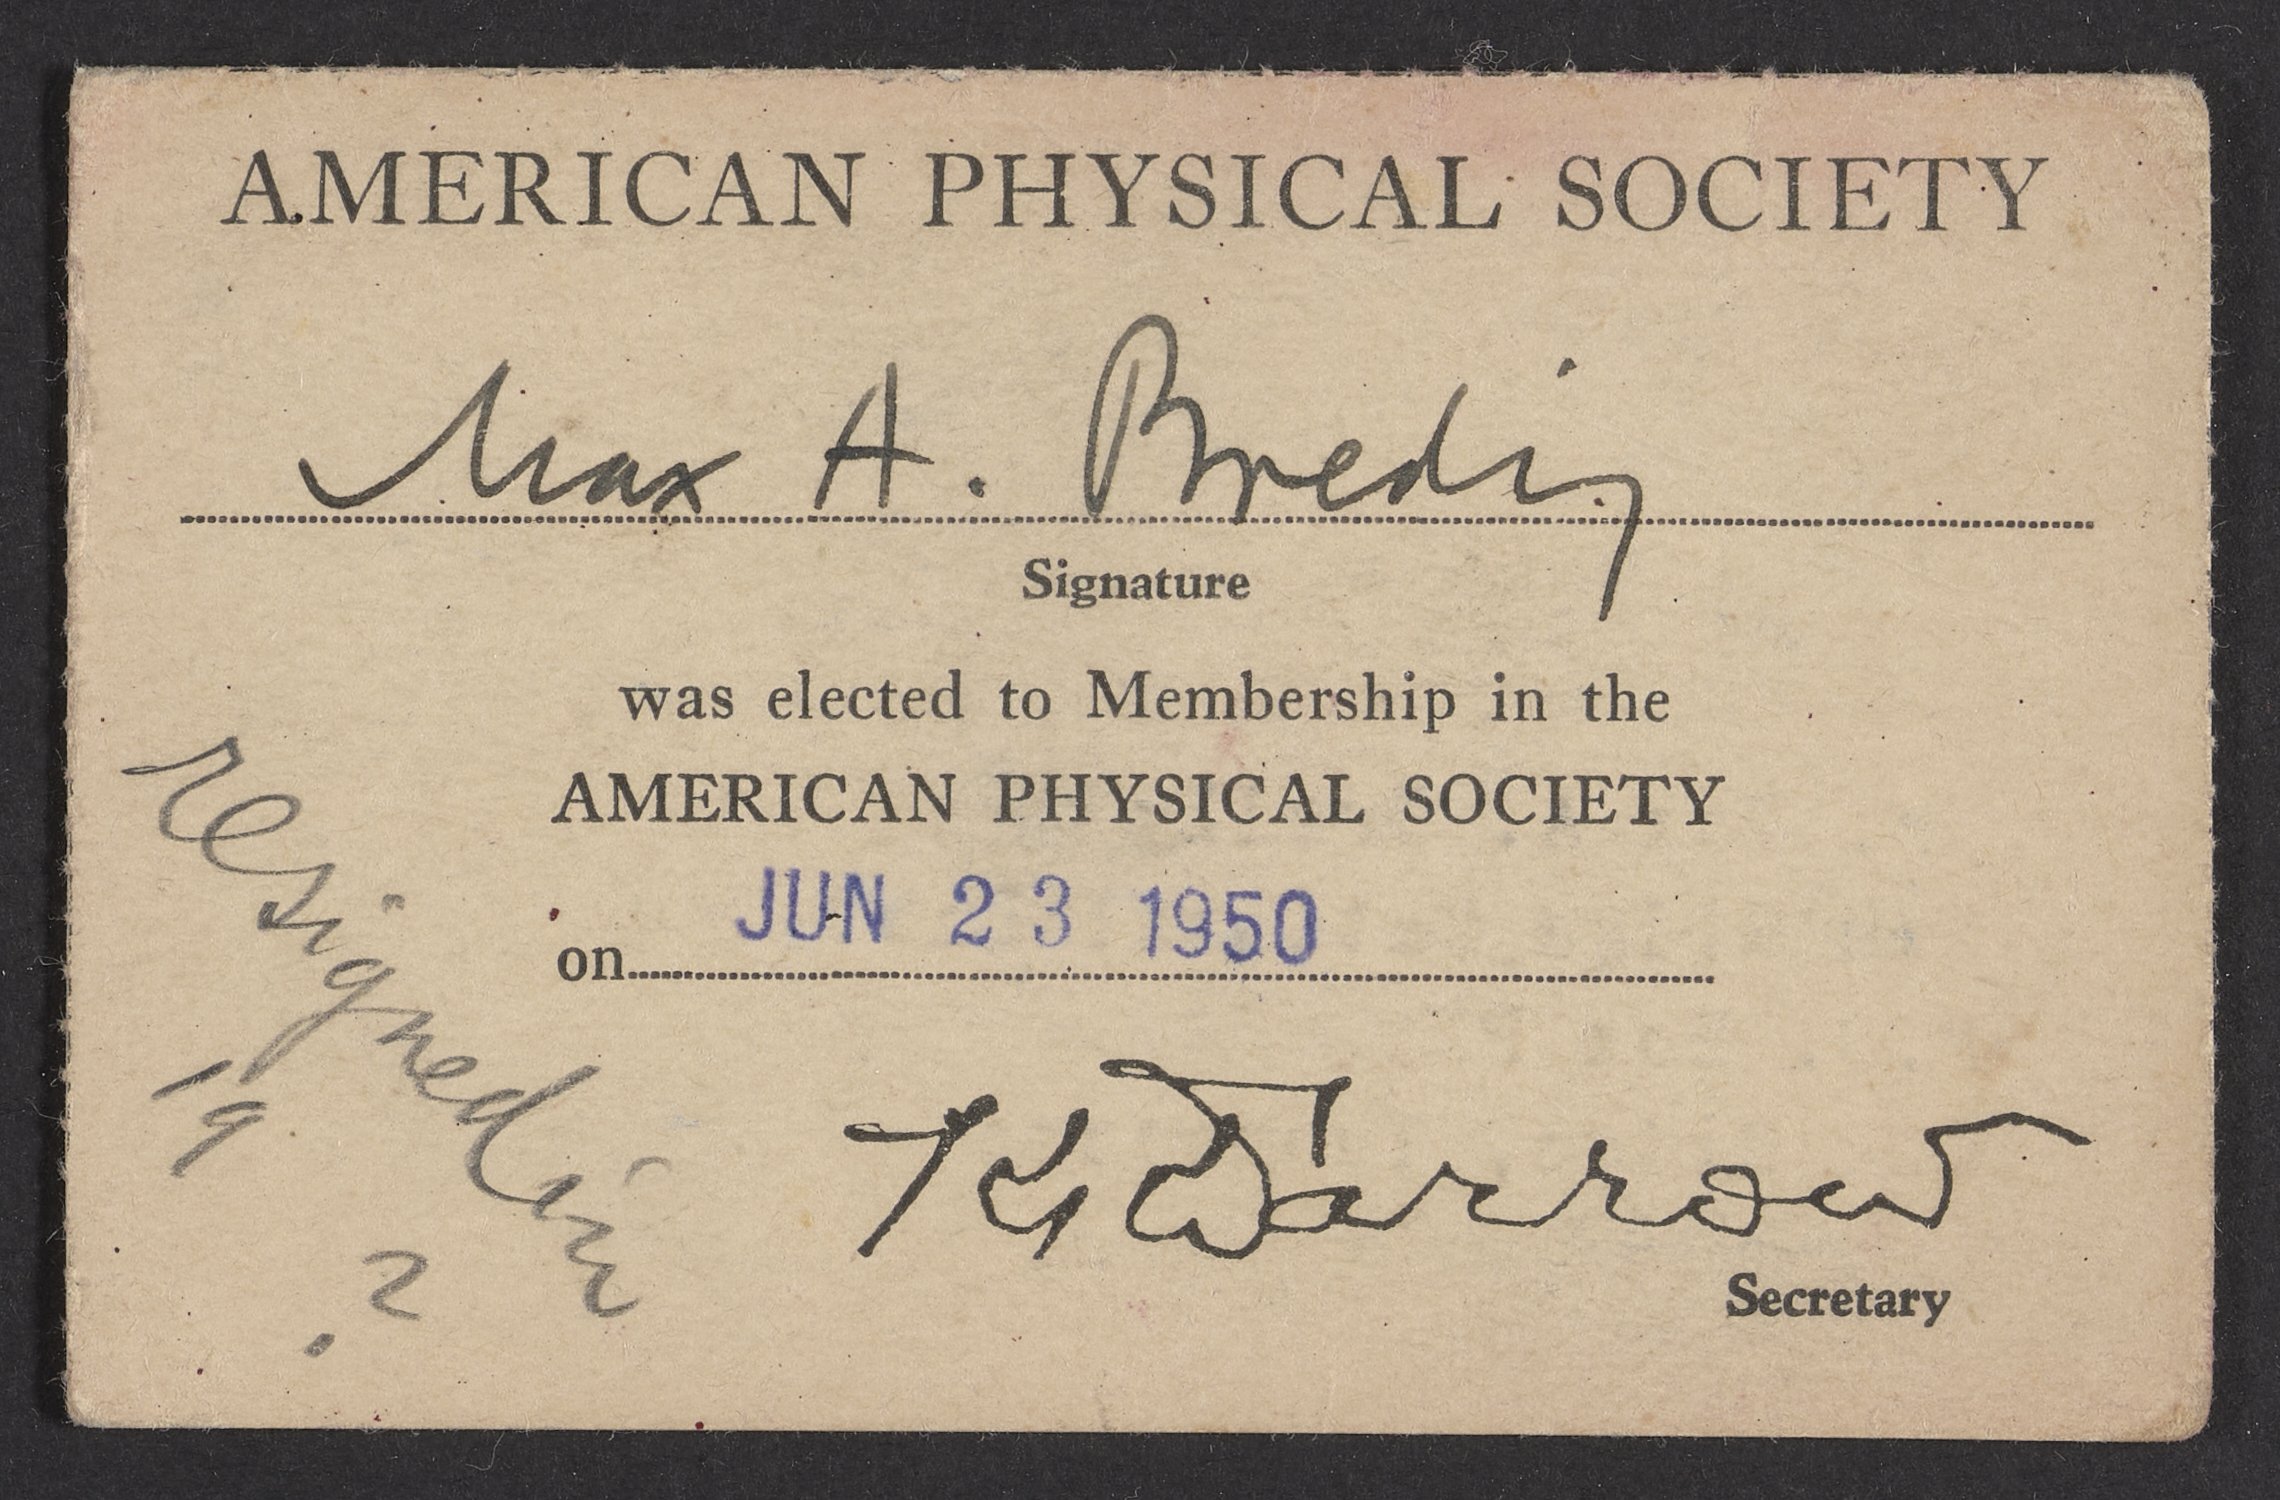 AMERICAN PHYSICAL SOCIETY
Max A. Bredig
Signature
was elected to Membership in the
AMERICAN PHYSICAL SOCIETY
on JUN 23 1950
KKDarrow
Secretary
resigned in
19 ?